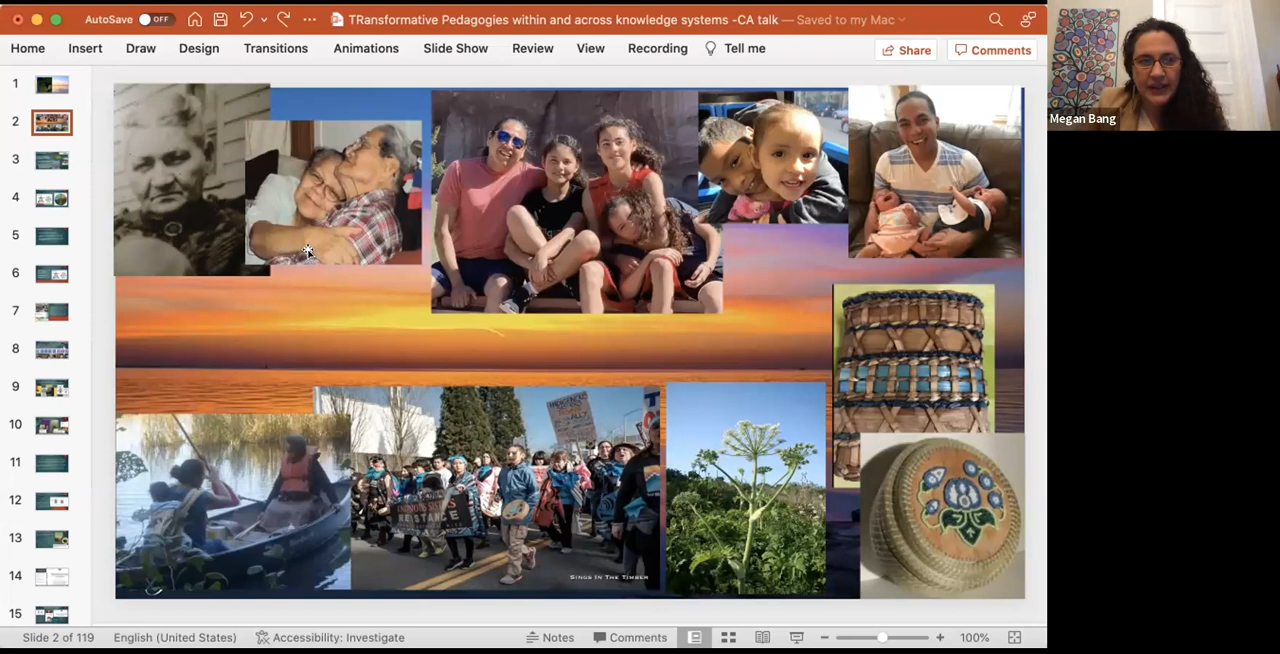 AutoSave OFF TRansformative Pedagogies within and across knowledge systems -CA talk — Saved to my Mac
Home Insert Draw Design Transitions Animations Slide Show Review View Recording Tell me Share Comments
Megan Bang
1
2
3
4
5
6
7
8
9
10
11
12
13
14
15
INDIGENOUS
RESISTANCE
SINGS IN THE TIMBER
Slide 2 of 119 English (United States) Accessibility: Investigate Notes Comments 100%